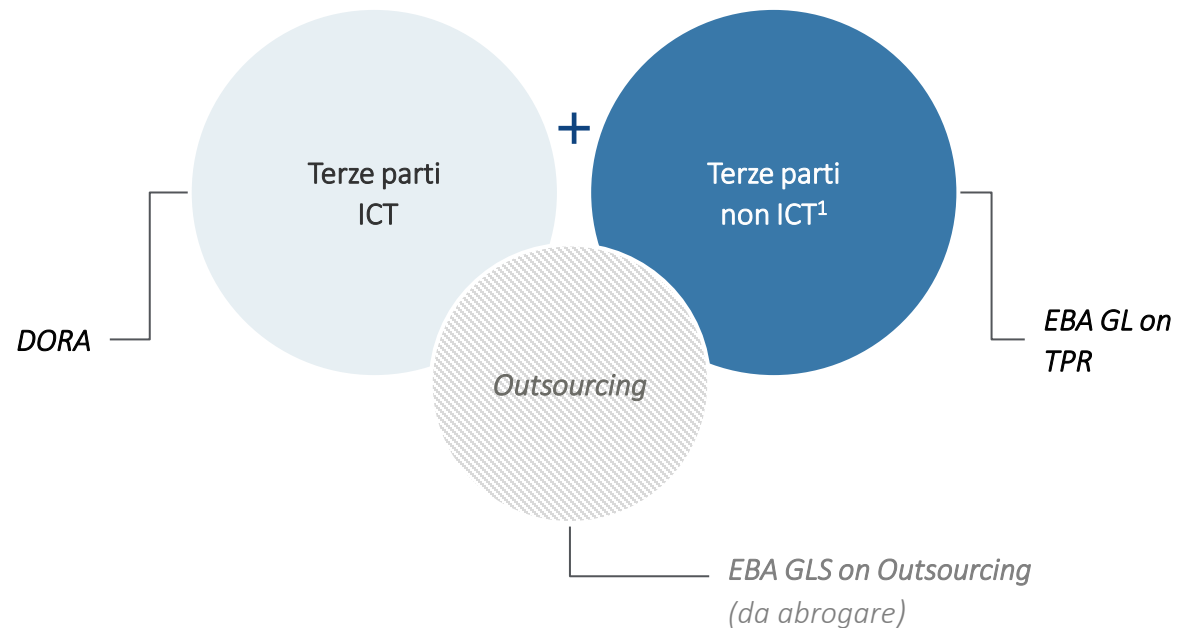 +
Terze parti
ICT
Terze parti
non ICT¹
DORA
EBA GL on
TPR
Outsourcing
EBA GLS on Outsourcing
(da abrogare)